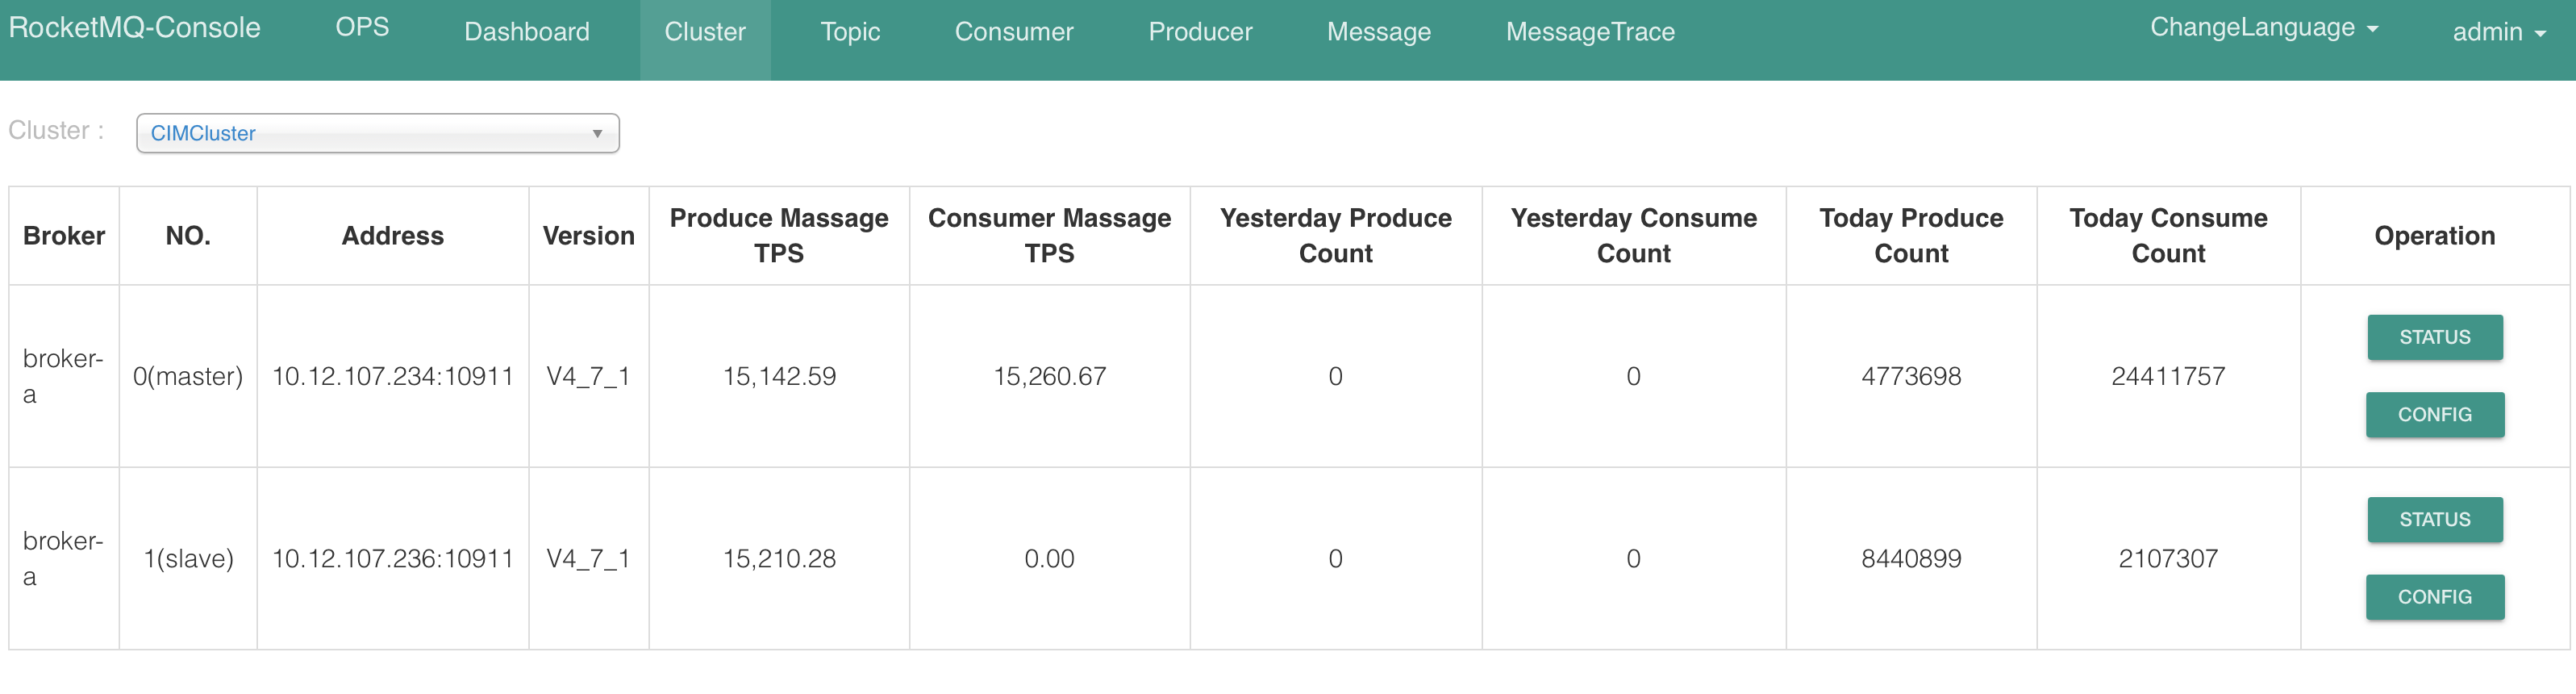 RocketMQ-Console OPS Dashboard Cluster Topic Consumer Producer Message MessageTrace ChangeLanguage admin
Cluster : CIMCluster
Broker NO. Address Version Produce Massage TPS Consumer Massage TPS Yesterday Produce Count Yesterday Consume Count Today Produce Count Today Consume Count Operation
broker-a 0(master) 10.12.107.234:10911 V4_7_1 15,142.59 15,260.67 0 0 4773698 24411757 STATUS
CONFIG
broker-a 1(slave) 10.12.107.236:10911 V4_7_1 15,210.28 0.00 0 0 8440899 2107307 STATUS
CONFIG